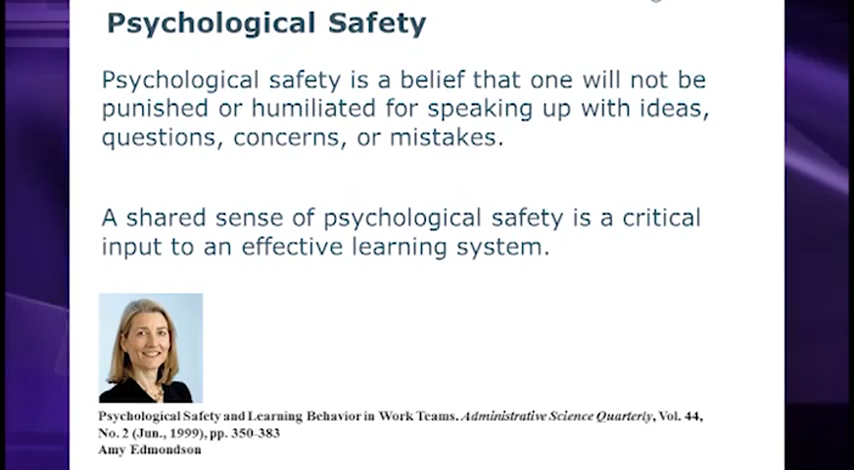 Psychological Safety
Psychological safety is a belief that one will not be
punished or humiliated for speaking up with ideas,
questions, concerns, or mistakes.
A shared sense of psychological safety is a critical
input to an effective learning system.
Psychological Safety and Learning Behavior in Work Teams. Administrative Science Quarterly, Vol. 44,
No. 2 (Jun., 1999), pp. 350-383
Amy Edmondson